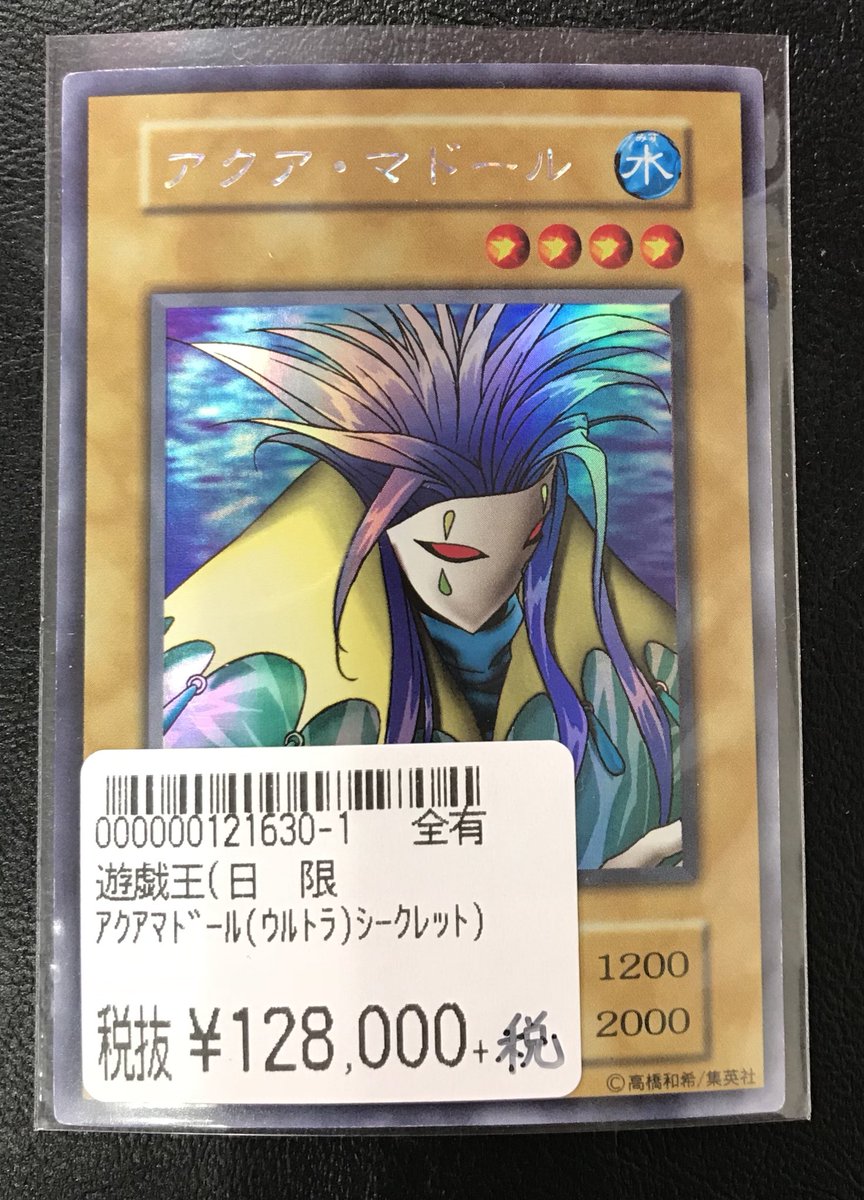 アクア・マドール
みず
水
000000121630-1 全有
遊戯王(日 限
ｱｸｱﾏﾄﾞｰﾙ(ｳﾙﾄﾗ)ｼｰｸﾚｯﾄ)
税抜 ¥128,000+税
1200
2000
©高橋和希/集英社